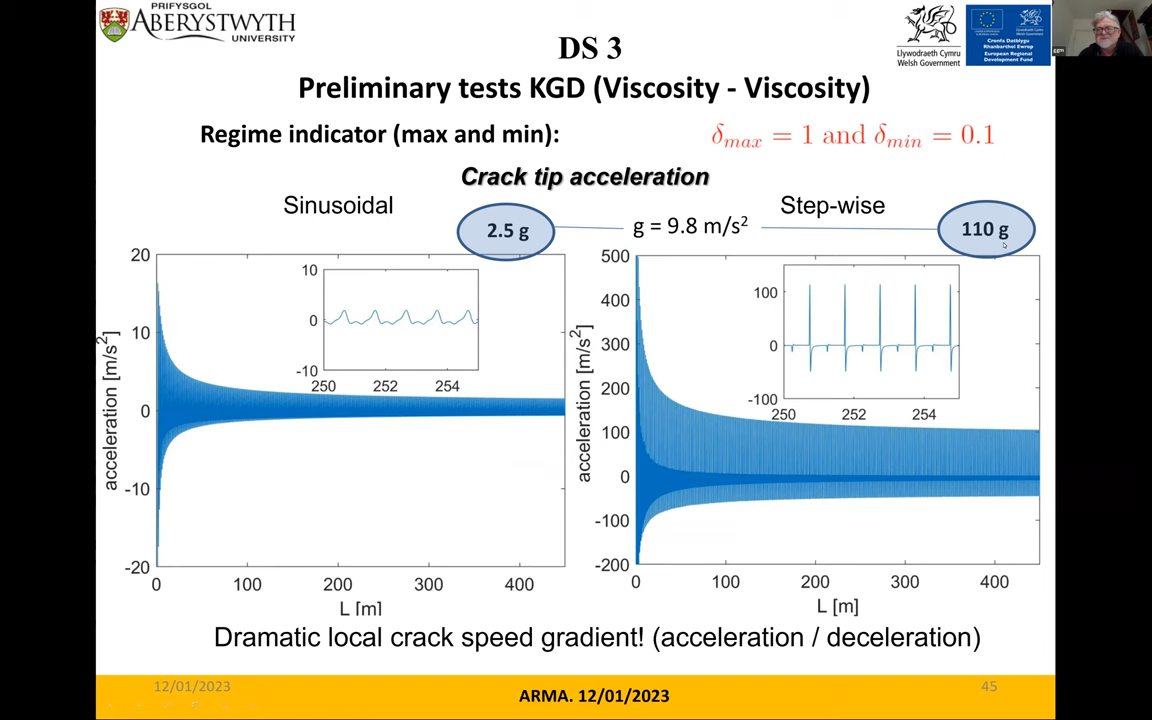 PRIFYSGOL
ABERYSTWYTH
UNIVERSITY
Llywodraeth Cymru
Welsh Government
Cronfa Datblygu
Rhanbarthol Ewrop
European Regional
Development Fund
DS 3
Preliminary tests KGD (Viscosity - Viscosity)
Regime indicator (max and min):
δmax = 1 and δmin = 0.1
Crack tip acceleration
Sinusoidal
Step-wise
2.5 g
g = 9.8 m/s²
110 g
20
10
0
-10
-20
acceleration [m/s²]
10
0
-10
250 252 254
0 100 200 300 400
L [m]
500
400
300
200
100
0
-100
-200
acceleration [m/s²]
100
0
-100
250 252 254
0 100 200 300 400
L [m]
Dramatic local crack speed gradient! (acceleration / deceleration)
12/01/2023
ARMA. 12/01/2023
45